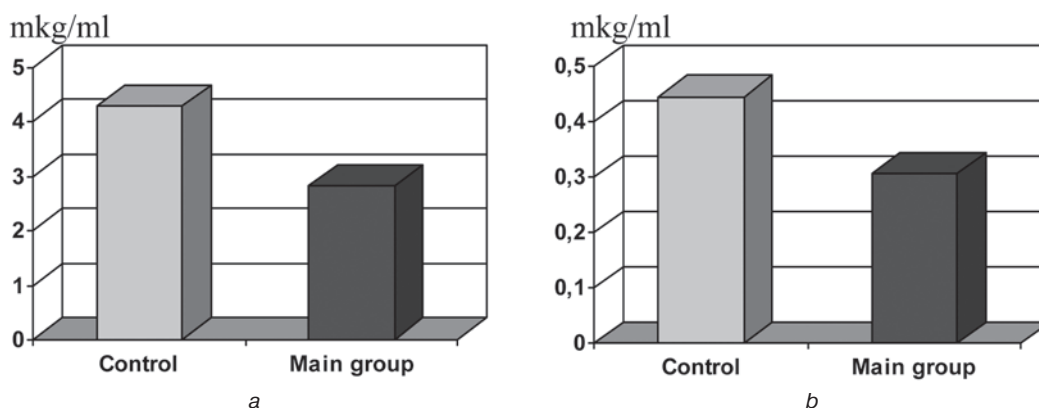 mkg/ml
5
4
3
2
1
0
Control Main group
a
mkg/ml
0,5
0,4
0,3
0,2
0,1
0
Control Main group
b